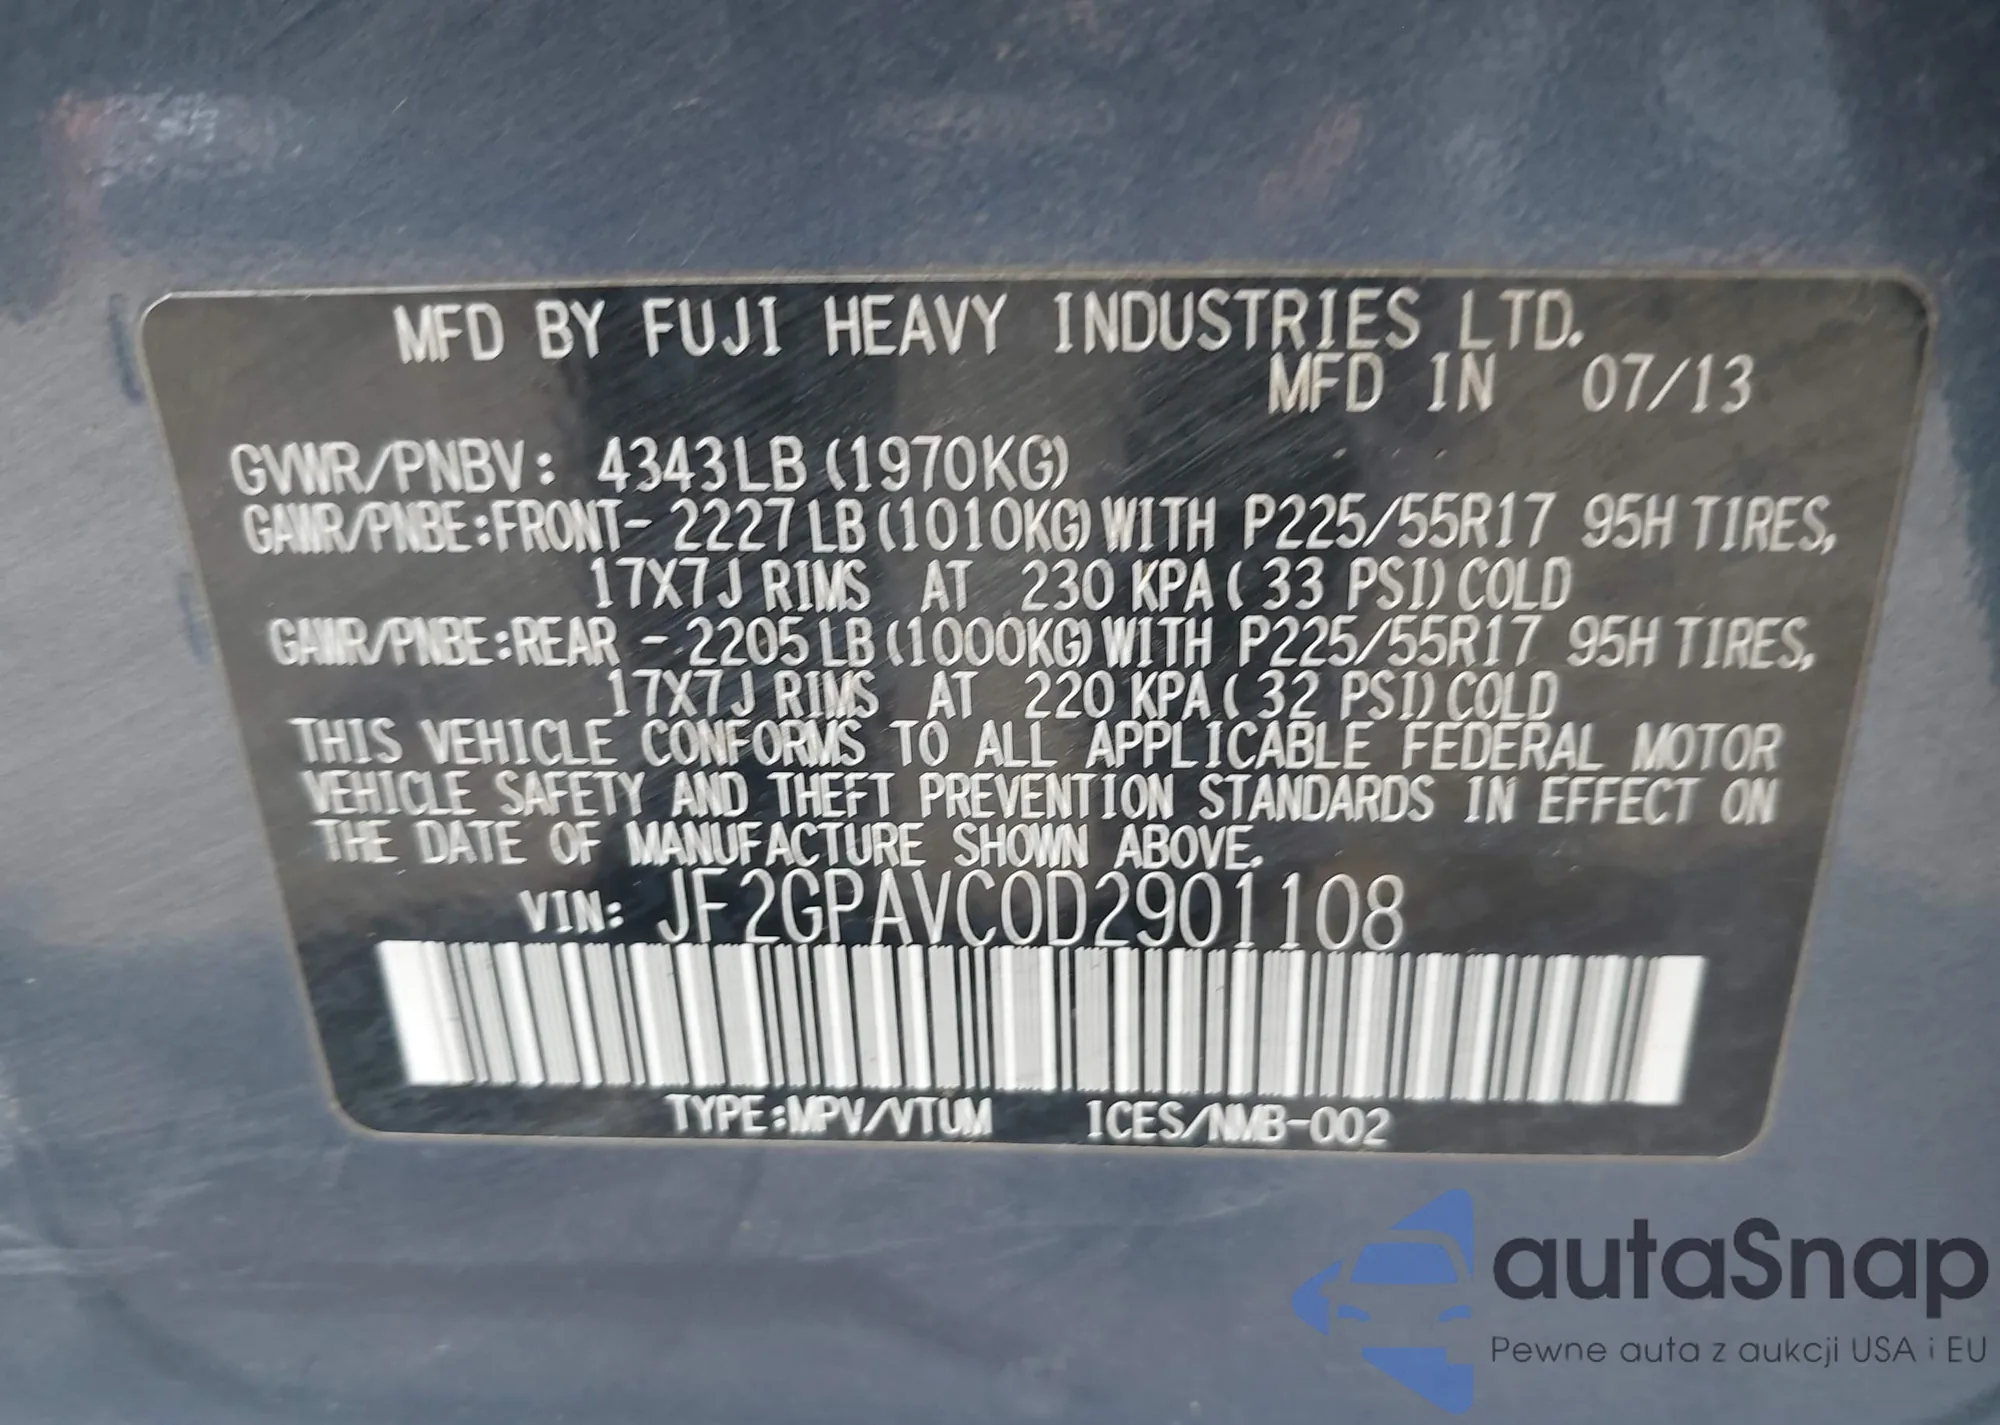 MFD BY FUJI HEAVY INDUSTRIES LTD.
MFD IN 07/13
GVWR/PNBV: 4343LB (1970KG)
GAWR/PNBE:FRONT- 2227LB (1010KG) WITH P225/55R17 95H TIRES,
17X7J RIMS AT 230 KPA ( 33 PSI) COLD
GAWR/PNBE:REAR - 2205LB (1000KG) WITH P225/55R17 95H TIRES,
17X7J RIMS AT 220 KPA ( 32 PSI) COLD
THIS VEHICLE CONFORMS TO ALL APPLICABLE FEDERAL MOTOR
VEHICLE SAFETY AND THEFT PREVENTION STANDARDS IN EFFECT ON
THE DATE OF MANUFACTURE SHOWN ABOVE.
VIN: JF2GPAVC0D2901108
TYPE:MPV/VTUM ICES/NMB-002
autaSnap
Pewne auta z aukcji USA i EU